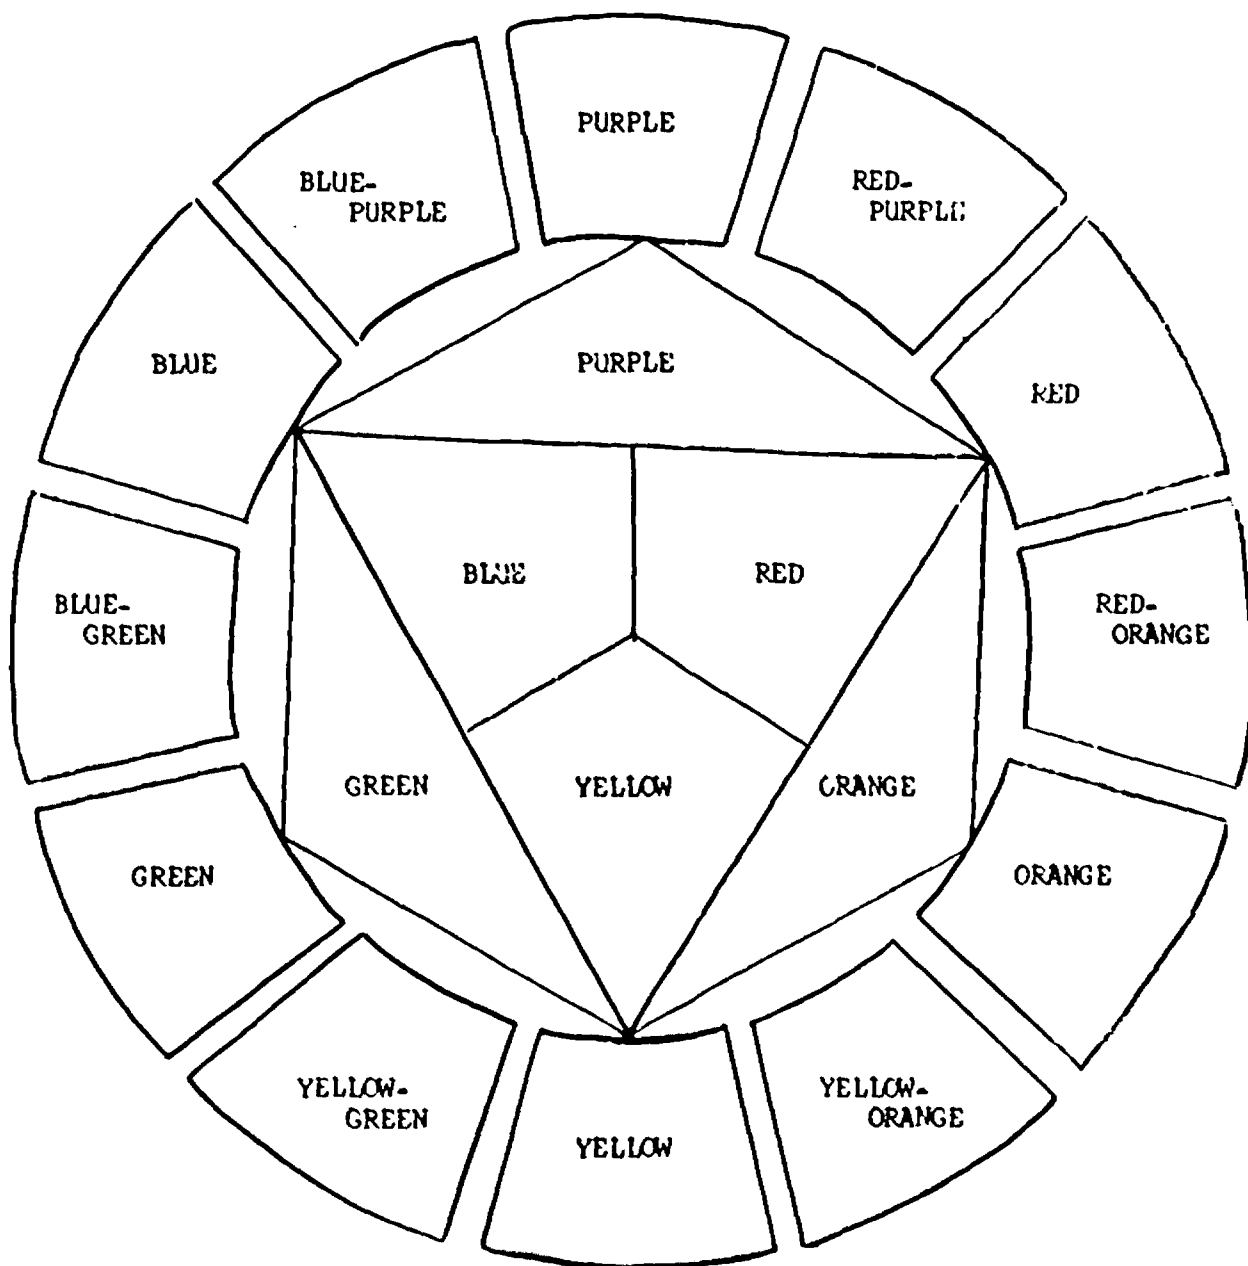 PURPLE
BLUE-
PURPLE
RED-
PURPLE
BLUE
PURPLE
RED
BLUE
RED
BLUE-
GREEN
RED-
ORANGE
GREEN
YELLOW
ORANGE
GREEN
ORANGE
YELLOW-
GREEN
YELLOW-
ORANGE
YELLOW